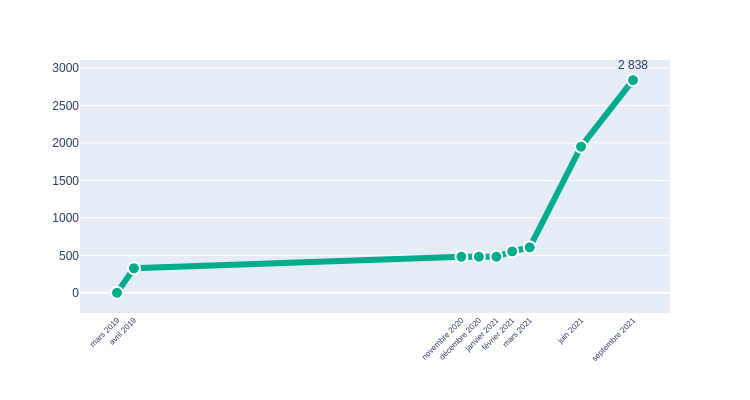 3000
2 838
2500
2000
1500
1000
500
0
mars 2019
avril 2019
novembre 2020
décembre 2020
janvier 2021
février 2021
mars 2021
juin 2021
septembre 2021